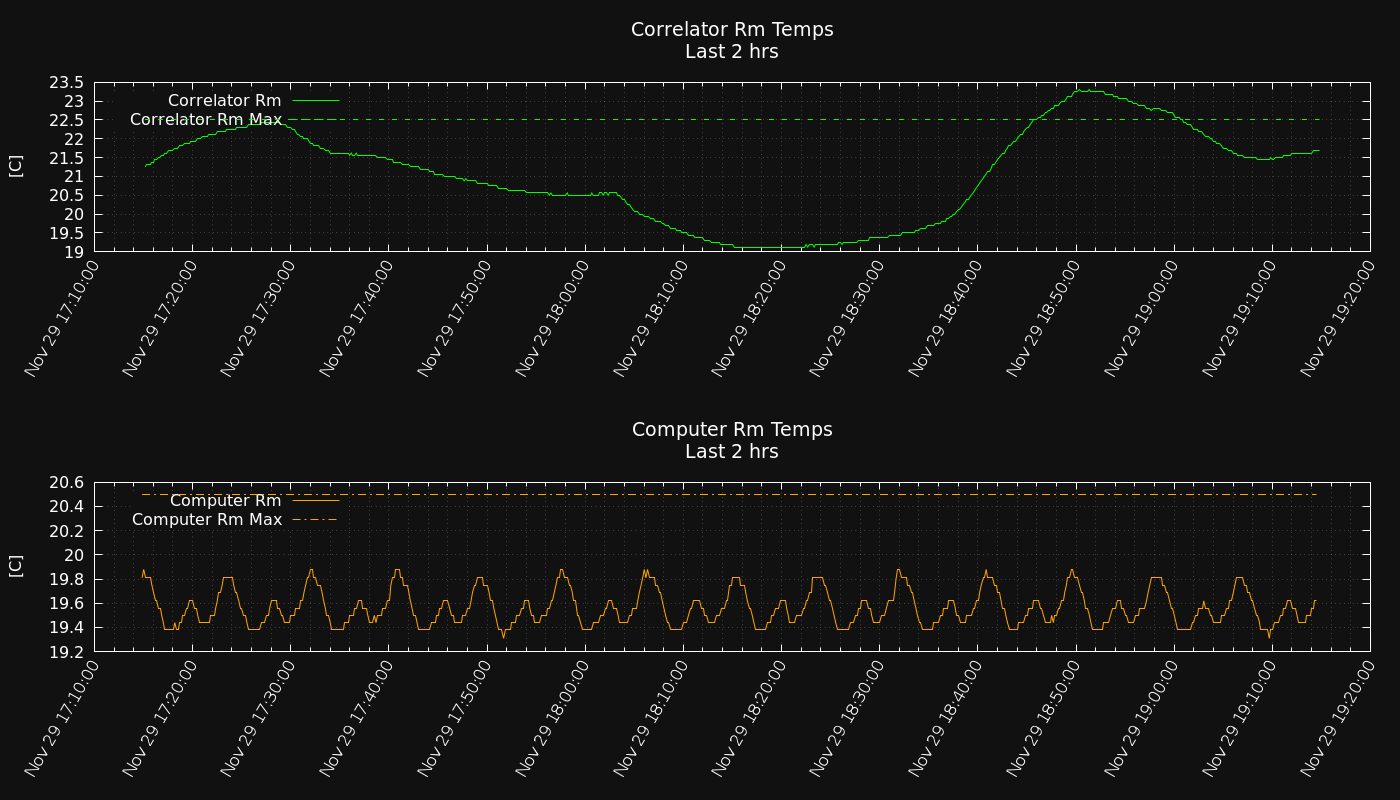 Correlator Rm Temps
Last 2 hrs
[C]
23.5
23
22.5
22
21.5
21
20.5
20
19.5
19
Correlator Rm
Correlator Rm Max
Nov 29 17:10:00
Nov 29 17:20:00
Nov 29 17:30:00
Nov 29 17:40:00
Nov 29 17:50:00
Nov 29 18:00:00
Nov 29 18:10:00
Nov 29 18:20:00
Nov 29 18:30:00
Nov 29 18:40:00
Nov 29 18:50:00
Nov 29 19:00:00
Nov 29 19:10:00
Nov 29 19:20:00
Computer Rm Temps
Last 2 hrs
[C]
20.6
20.4
20.2
20
19.8
19.6
19.4
19.2
Computer Rm
Computer Rm Max
Nov 29 17:10:00
Nov 29 17:20:00
Nov 29 17:30:00
Nov 29 17:40:00
Nov 29 17:50:00
Nov 29 18:00:00
Nov 29 18:10:00
Nov 29 18:20:00
Nov 29 18:30:00
Nov 29 18:40:00
Nov 29 18:50:00
Nov 29 19:00:00
Nov 29 19:10:00
Nov 29 19:20:00